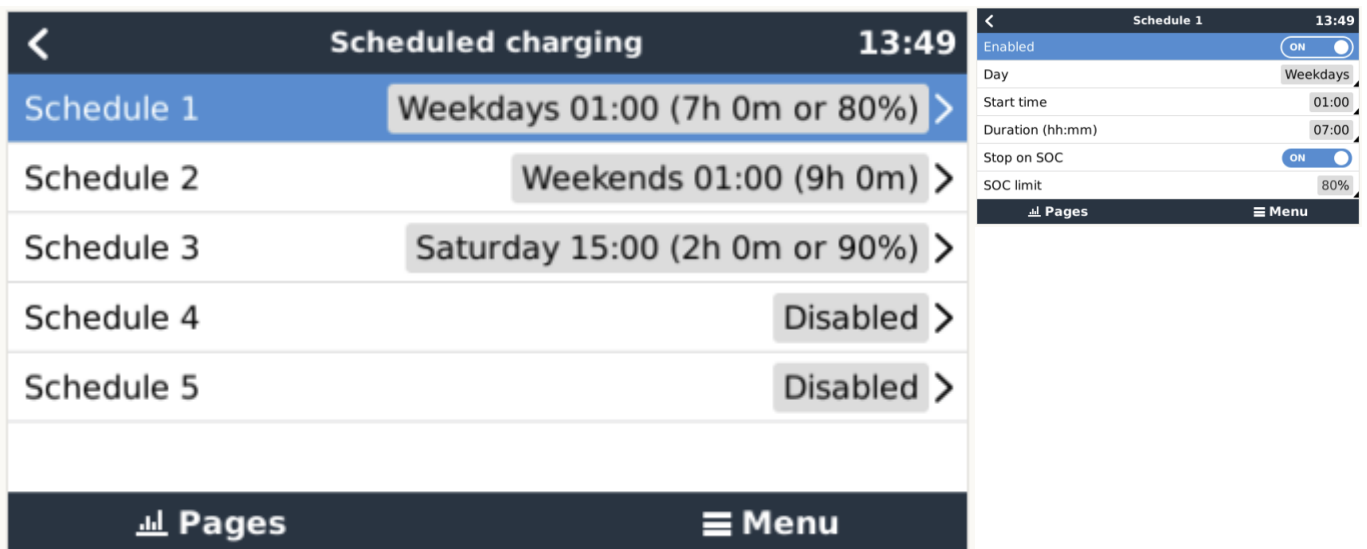 Scheduled charging 13:49
Schedule 1 Weekdays 01:00 (7h 0m or 80%)
Schedule 2 Weekends 01:00 (9h 0m)
Schedule 3 Saturday 15:00 (2h 0m or 90%)
Schedule 4 Disabled
Schedule 5 Disabled
Pages Menu
Schedule 1 13:49
Enabled ON
Day Weekdays
Start time 01:00
Duration (hh:mm) 07:00
Stop on SOC ON
SOC limit 80%
Pages Menu